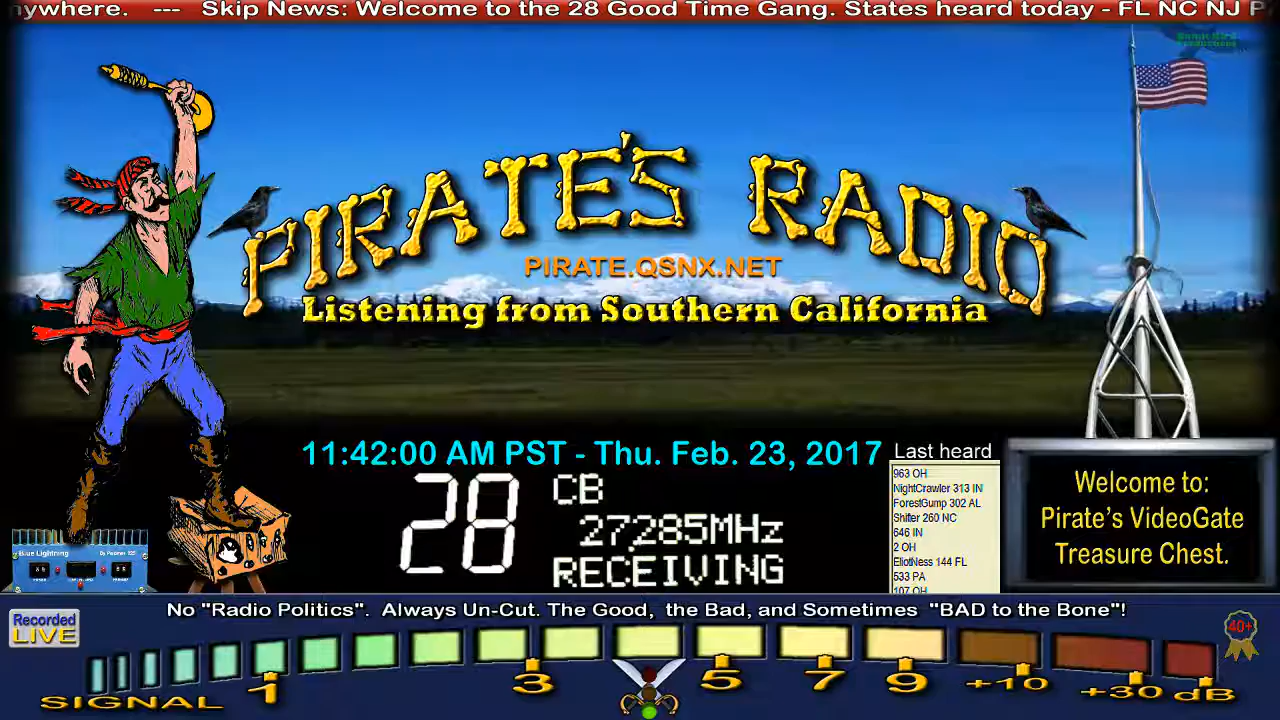 nywhere.   ---   Skip News: Welcome to the 28 Good Time Gang. States heard today - FL NC NJ P
PIRATE'S RADIO
PIRATE.QSNX.NET
Listening from Southern California
11:42:00 AM PST - Thu. Feb. 23, 2017
28
CB
27.285MHz
RECEIVING
Last heard
963 OH
NightCrawler 313 IN
ForestGump 302 AL
Shifter 260 NC
646 IN
2 OH
EliotNess 144 FL
533 PA
107 OH
Welcome to:
Pirate's VideoGate
Treasure Chest.
Blue Lightning
No "Radio Politics".  Always Un-Cut. The Good,  the Bad, and Sometimes  "BAD to the Bone"!
Recorded
LIVE
40+
SIGNAL 1 3 5 7 9 +10 +30 dB